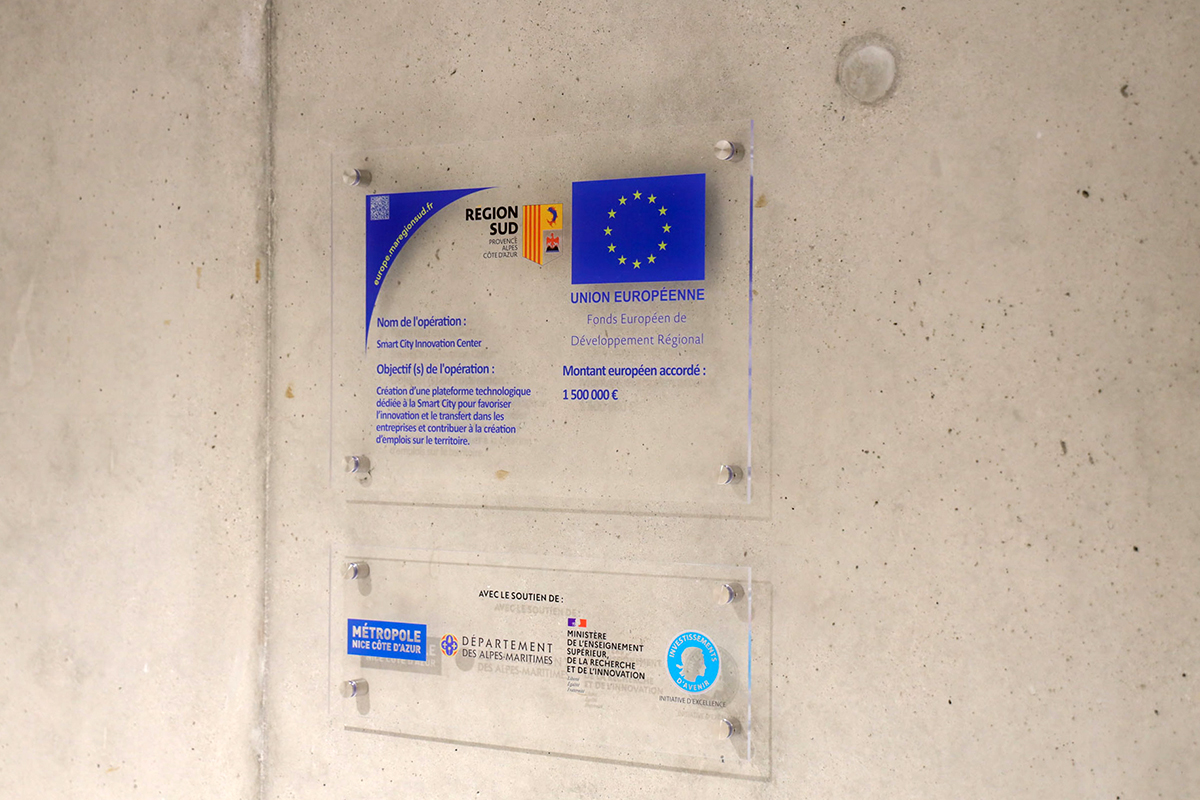 europe.maregionsud.fr
REGION
SUD
PROVENCE
ALPES
CÔTE D'AZUR
UNION EUROPÉENNE
Fonds Européen de
Développement Régional
Nom de l'opération :
Smart City Innovation Center
Objectif (s) de l'opération :
Création d'une plateforme technologique
dédiée à la Smart City pour favoriser
l'innovation et le transfert dans les
entreprises et contribuer à la création
d'emplois sur le territoire.
Montant européen accordé :
1 500 000 €
AVEC LE SOUTIEN DE :
MÉTROPOLE
NICE CÔTE D'AZUR
DÉPARTEMENT
DES ALPES-MARITIMES
MINISTÈRE
DE L'ENSEIGNEMENT
SUPÉRIEUR,
DE LA RECHERCHE
ET DE L'INNOVATION
Liberté
Égalité
Fraternité
INVESTISSEMENTS
D'AVENIR
INITIATIVE D'EXCELLENCE